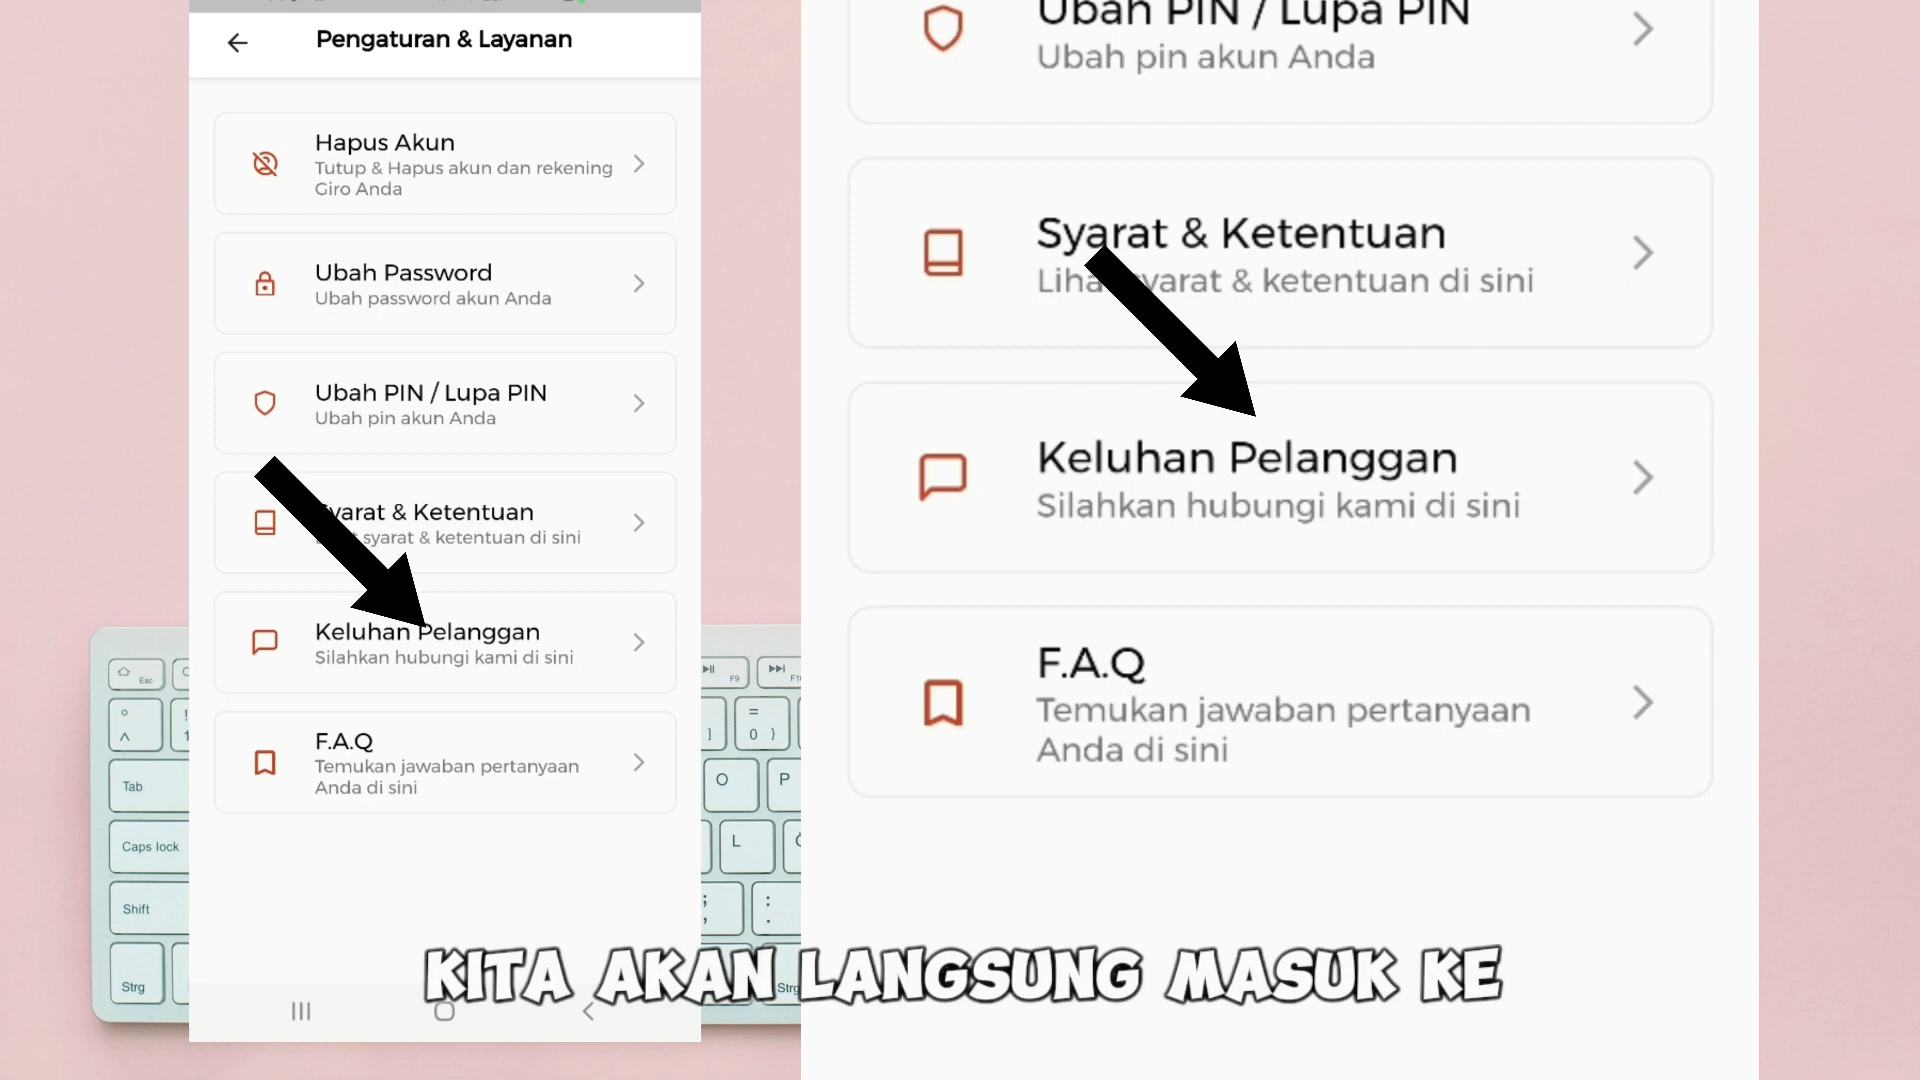 Pengaturan & Layanan
Hapus Akun
Tutup & Hapus akun dan rekening
Giro Anda
Ubah Password
Ubah password akun Anda
Ubah PIN / Lupa PIN
Ubah pin akun Anda
Syarat & Ketentuan
syarat & ketentuan di sini
Keluhan Pelanggan
Silahkan hubungi kami di sini
F.A.Q
Temukan jawaban pertanyaan
Anda di sini
Ubah PIN / Lupa PIN
Ubah pin akun Anda
Syarat & Ketentuan
Lihat syarat & ketentuan di sini
Keluhan Pelanggan
Silahkan hubungi kami di sini
F.A.Q
Temukan jawaban pertanyaan
Anda di sini
Esc
F9
Tab
O
P
Caps lock
L
Shift
Strg
Strg
KITA AKAN LANGSUNG MASUK KE